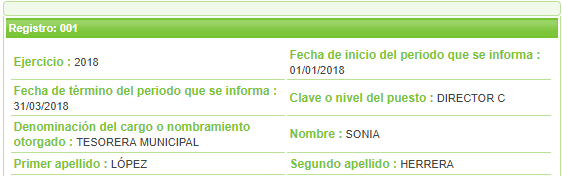 Registro: 001
Ejercicio : 2018
Fecha de inicio del periodo que se informa :
01/01/2018
Fecha de tèrmino del periodo que se informa :
31/03/2018
Clave o nivel del puesto : DIRECTOR C
Denominación del cargo o nombramiento
otorgado : TESORERA MUNICIPAL
Nombre : SONIA
Primer apellido : LÓPEZ
Segundo apellido : HERRERA